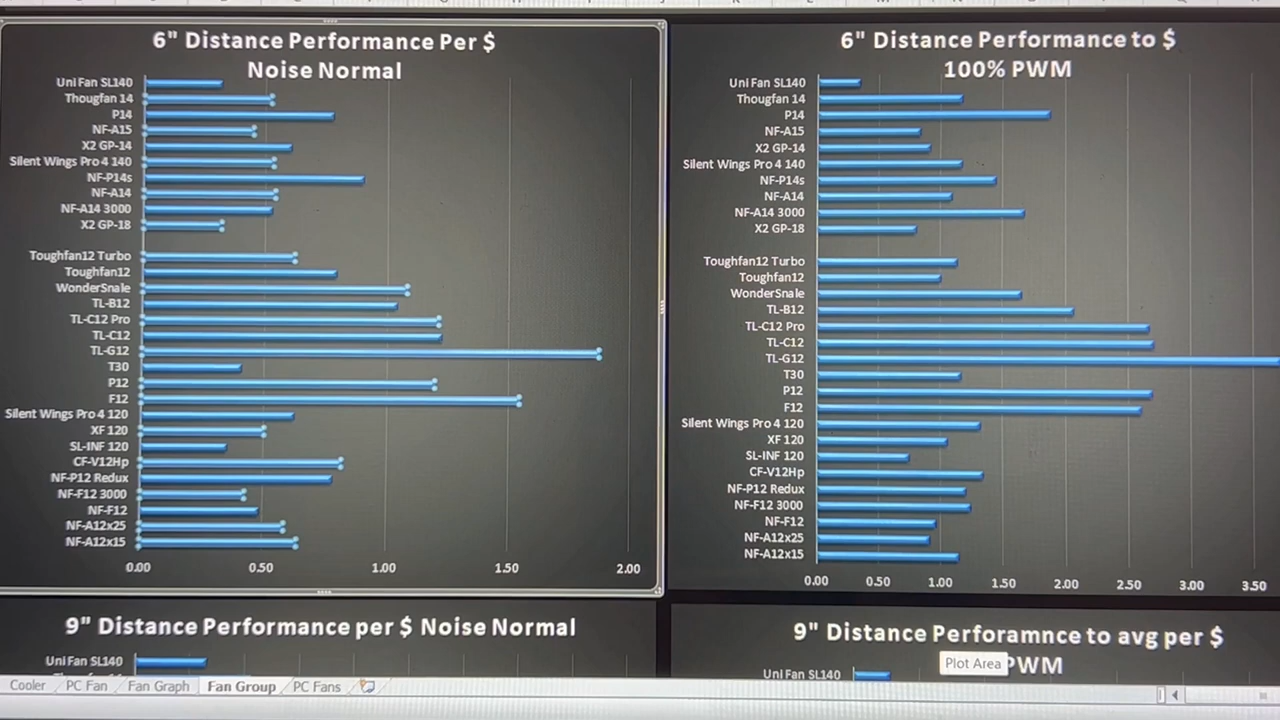 6" Distance Performance Per $
Noise Normal
Uni Fan SL140
Thougfan 14
P14
NF-A15
X2 GP-14
Silent Wings Pro 4 140
NF-P14s
NF-A14
NF-A14 3000
X2 GP-18
Toughfan12 Turbo
Toughfan12
WonderSnale
TL-B12
TL-C12 Pro
TL-C12
TL-G12
T30
P12
F12
Silent Wings Pro 4 120
XF 120
SL-INF 120
CF-V12Hp
NF-P12 Redux
NF-F12 3000
NF-F12
NF-A12x25
NF-A12x15
0.00 0.50 1.00 1.50 2.00
6" Distance Performance to $
100% PWM
Uni Fan SL140
Thougfan 14
P14
NF-A15
X2 GP-14
Silent Wings Pro 4 140
NF-P14s
NF-A14
NF-A14 3000
X2 GP-18
Toughfan12 Turbo
Toughfan12
WonderSnale
TL-B12
TL-C12 Pro
TL-C12
TL-G12
T30
P12
F12
Silent Wings Pro 4 120
XF 120
SL-INF 120
CF-V12Hp
NF-P12 Redux
NF-F12 3000
NF-F12
NF-A12x25
NF-A12x15
0.00 0.50 1.00 1.50 2.00 2.50 3.00 3.50
9" Distance Performance per $ Noise Normal
Uni Fan SL140
9" Distance Perforamnce to avg per $
PWM
Plot Area
Uni Fan SL140
Cooler PC Fan Fan Graph Fan Group PC Fans